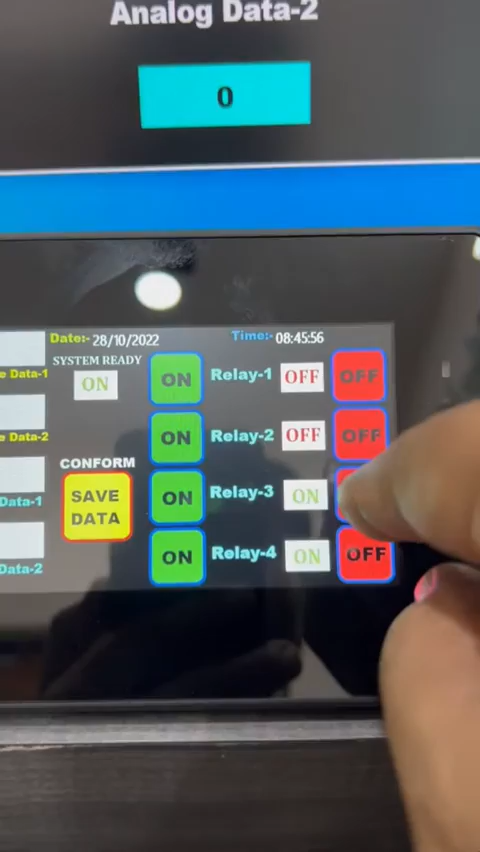 Analog Data-2
0
Date:- 28/10/2022 Time:- 08:45:56
SYSTEM READY
ON
ON Relay-1 OFF OFF
e Data-1
ON Relay-2 OFF OFF
e Data-2
CONFORM
SAVE
DATA
ON Relay-3 ON
Data-1
ON Relay-4 ON OFF
Data-2